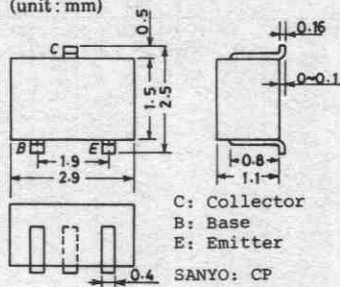 (unit: mm)
C
0.5
0.16
1.5
2.5
0~0.1
B
E
1.9
2.9
0.8
1.1
C: Collector
B: Base
E: Emitter
0.4
SANYO: CP